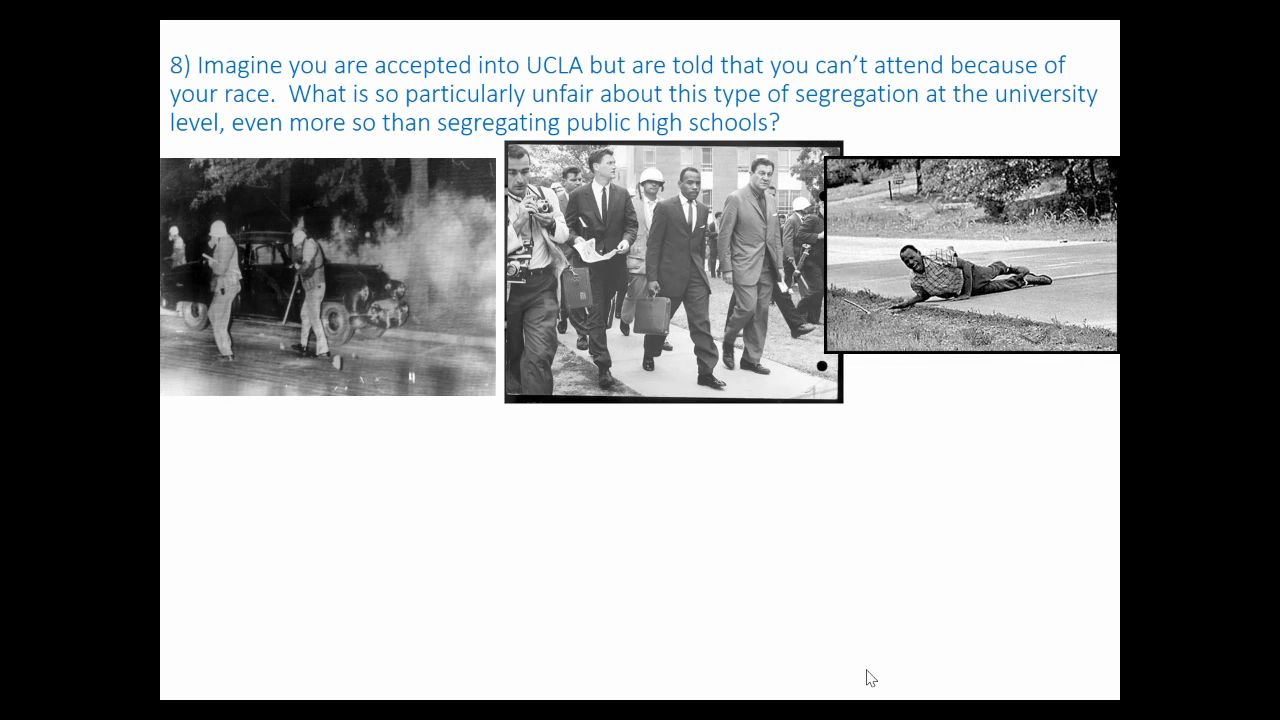 8) Imagine you are accepted into UCLA but are told that you can’t attend because of
your race.  What is so particularly unfair about this type of segregation at the university
level, even more so than segregating public high schools?